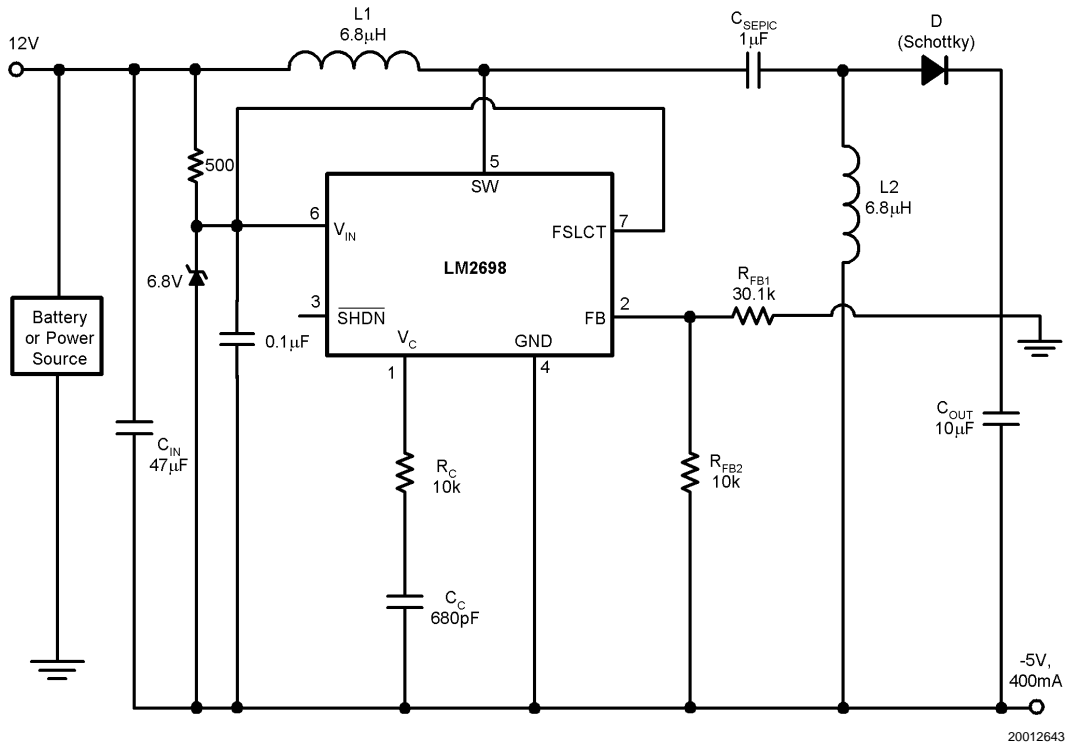 12V
L1
6.8μH
C_SEPIC
1μF
D
(Schottky)
500
5
SW
L2
6.8μH
6
V_IN
7
FSLCT
LM2698
6.8V
3
SHDN
2
FB
R_FB1
30.1k
Battery
or Power
Source
0.1μF
V_C
GND
1
4
C_IN
47μF
R_C
10k
R_FB2
10k
C_OUT
10μF
C_C
680pF
-5V,
400mA
20012643